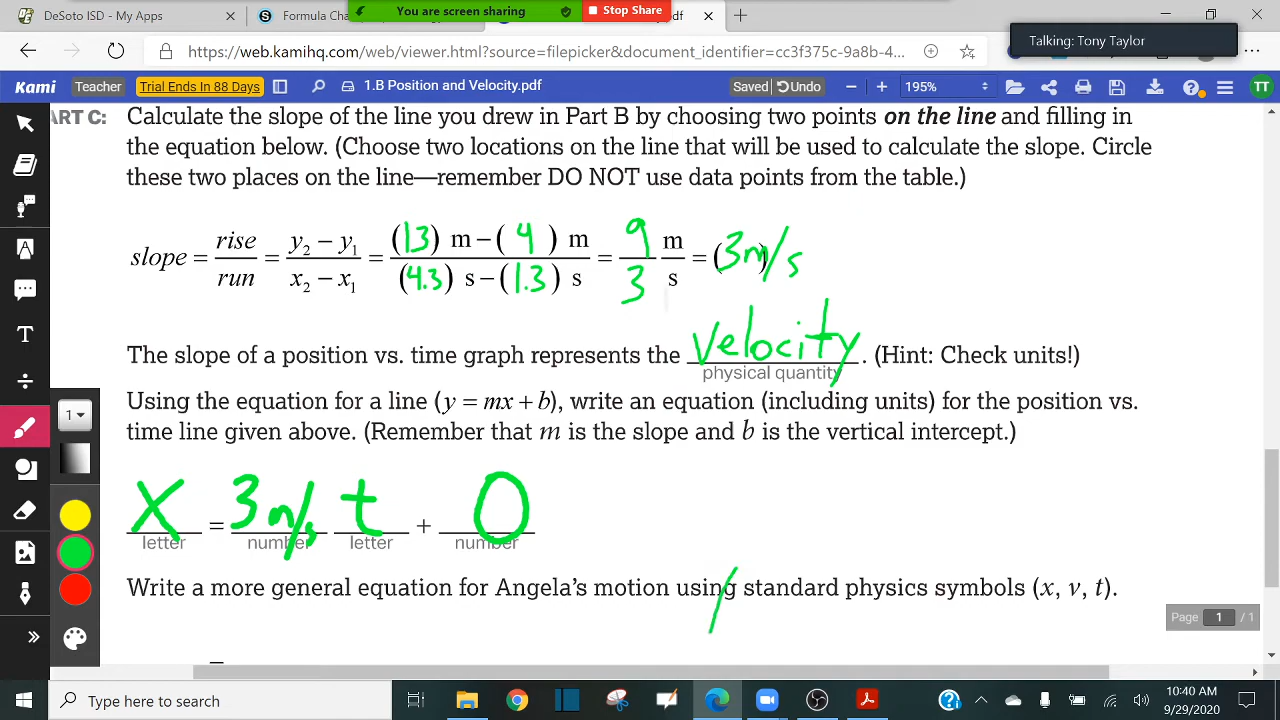 DeSoto ISD - My Apps
Formula Cha
You are screen sharing
Stop Share
.pdf
Talking: Tony Taylor
https://web.kamihq.com/web/viewer.html?source=filepicker&document_identifier=cc3f375c-9a8b-4...
Kami Teacher Trial Ends In 88 Days 1.B Position and Velocity.pdf Saved Undo 195% TT
ART C: Calculate the slope of the line you drew in Part B by choosing two points on the line and filling in
the equation below. (Choose two locations on the line that will be used to calculate the slope. Circle
these two places on the line—remember DO NOT use data points from the table.)
slope = rise/run = (y₂ − y₁)/(x₂ − x₁) = ((13) m − (4) m)/((4.3) s − (1.3) s) = 9/3 m/s = (3m/s)
The slope of a position vs. time graph represents the velocity. (Hint: Check units!)
physical quantity
Using the equation for a line (y = mx + b), write an equation (including units) for the position vs.
time line given above. (Remember that m is the slope and b is the vertical intercept.)
X = 3 m/s t + 0
letter number letter number
Write a more general equation for Angela's motion using standard physics symbols (x, v, t).
=
Page 1 / 1
1
Type here to search
10:40 AM
9/29/2020